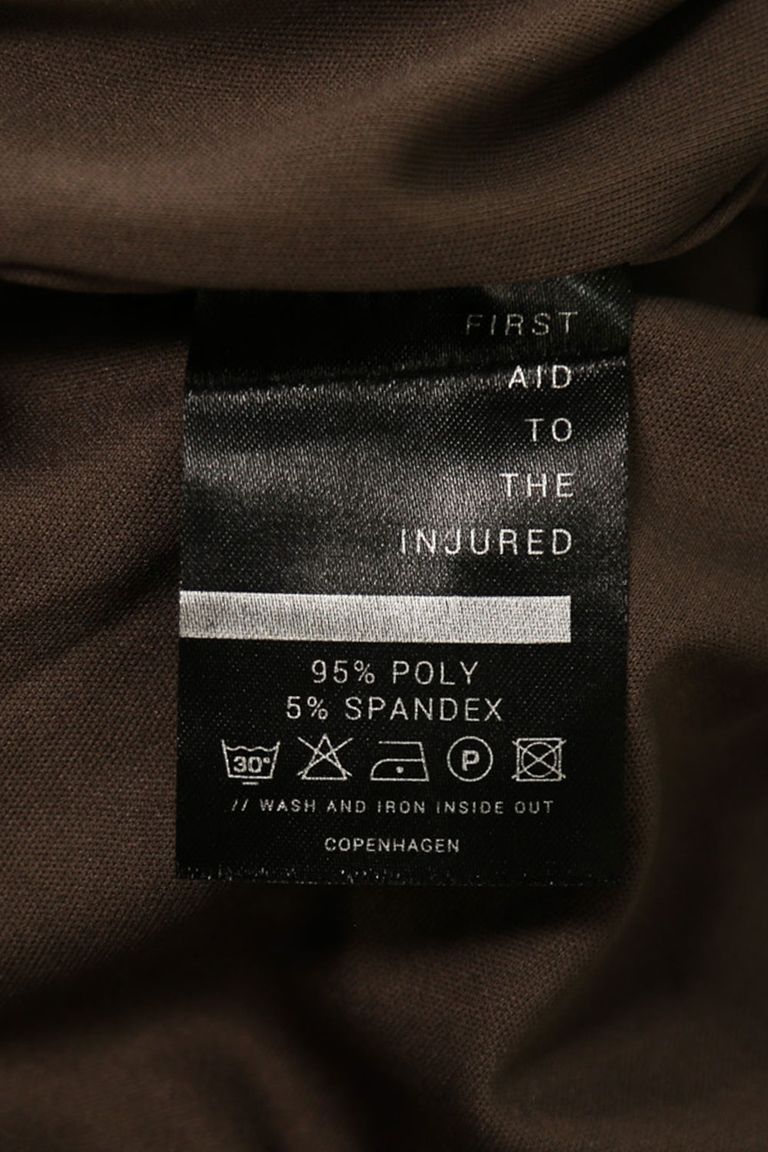 FIRST
AID
TO
THE
INJURED
95% POLY
5% SPANDEX
30° P
// WASH AND IRON INSIDE OUT
COPENHAGEN